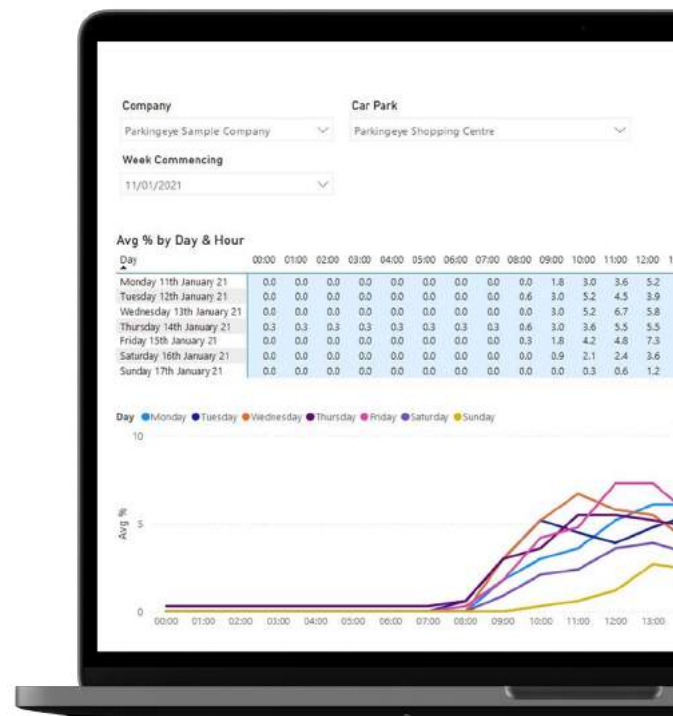 Company Car Park
Parkingeye Sample Company Parkingeye Shopping Centre
Week Commencing
11/01/2021
Avg % by Day & Hour
Day 00:00 01:00 02:00 03:00 04:00 05:00 06:00 07:00 08:00 09:00 10:00 11:00 12:00 1
Monday 11th January 21 0.0 0.0 0.0 0.0 0.0 0.0 0.0 0.0 0.0 1.8 3.0 3.6 5.2
Tuesday 12th January 21 0.0 0.0 0.0 0.0 0.0 0.0 0.0 0.0 0.6 3.0 5.2 4.5 3.9
Wednesday 13th January 21 0.0 0.0 0.0 0.0 0.0 0.0 0.0 0.0 0.0 3.0 5.2 6.7 5.8
Thursday 14th January 21 0.3 0.3 0.3 0.3 0.3 0.3 0.3 0.3 0.6 3.0 3.6 5.5 5.5
Friday 15th January 21 0.0 0.0 0.0 0.0 0.0 0.0 0.0 0.0 0.3 1.8 4.2 4.8 7.3
Saturday 16th January 21 0.0 0.0 0.0 0.0 0.0 0.0 0.0 0.0 0.0 0.9 2.1 2.4 3.6
Sunday 17th January 21 0.0 0.0 0.0 0.0 0.0 0.0 0.0 0.0 0.0 0.0 0.3 0.6 1.2
Day Monday Tuesday Wednesday Thursday Friday Saturday Sunday
10
Avg %
5
0
00:00 01:00 02:00 03:00 04:00 05:00 06:00 07:00 08:00 09:00 10:00 11:00 12:00 13:00